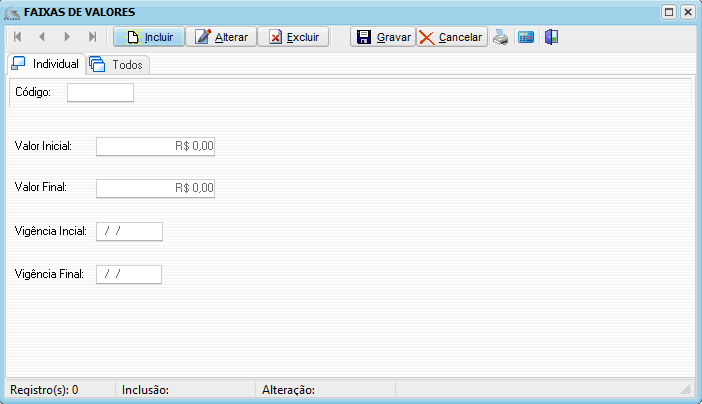 FAIXAS DE VALORES
Incluir Alterar Excluir Gravar Cancelar
Individual Todos
Código:
Valor Inicial: R$ 0,00
Valor Final: R$ 0,00
Vigência Incial: / /
Vigência Final: / /
Registro(s): 0 Inclusão: Alteração: